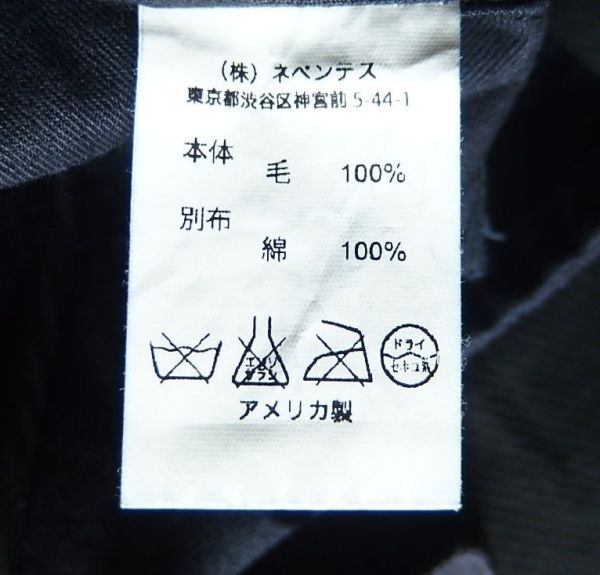 （株）ネペンテス
東京都渋谷区神宮前 5-44-1
本体 毛 100%
別布 綿 100%
エンソ サラシ ドライ
セキユ系
アメリカ製